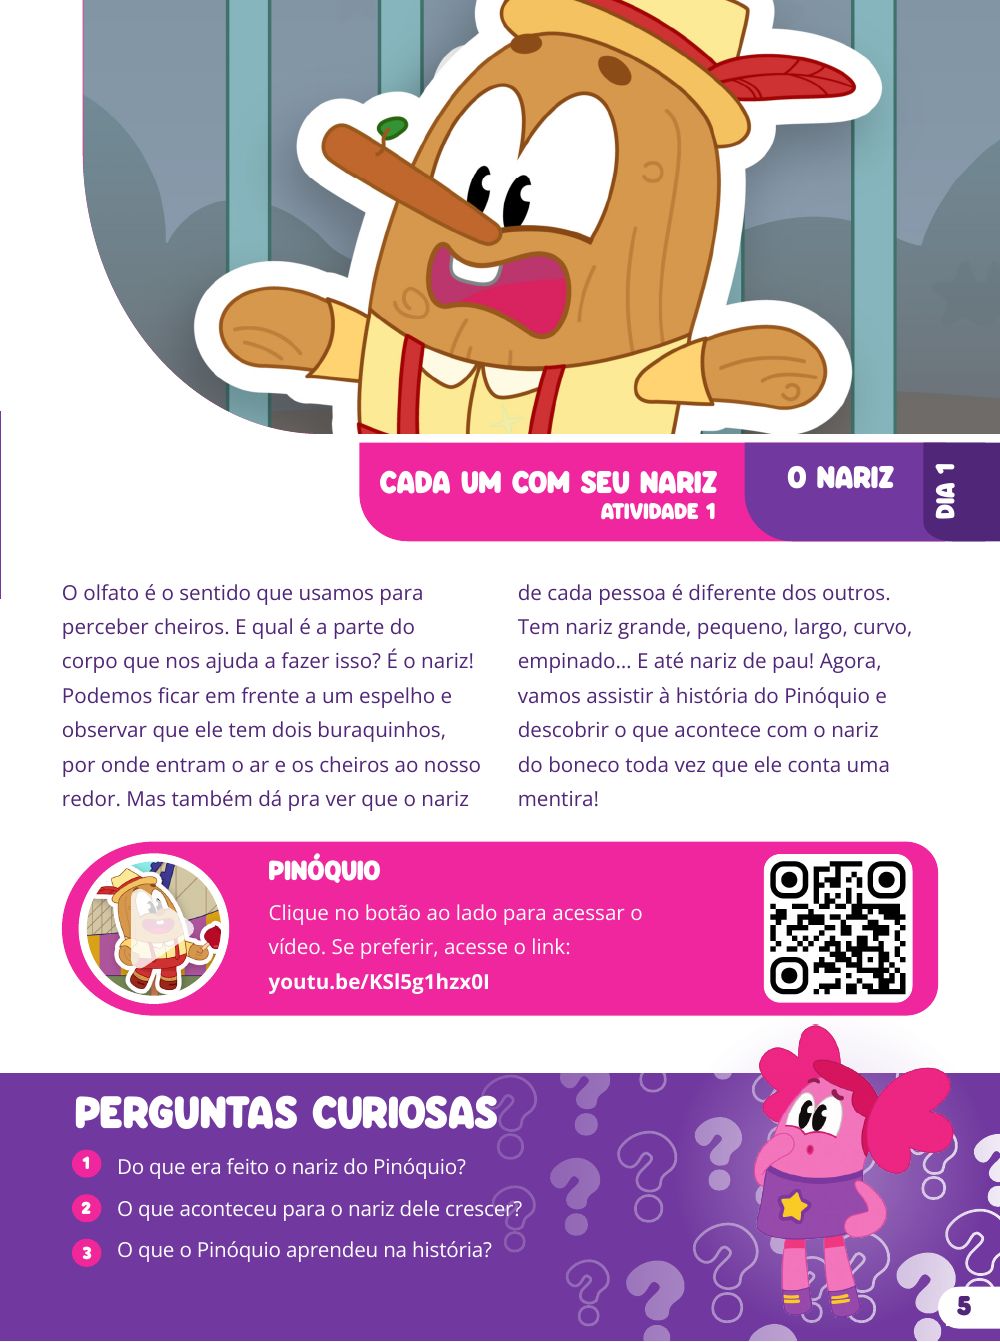 CADA UM COM SEU NARIZ
ATIVIDADE 1
O NARIZ
DIA 1
O olfato é o sentido que usamos para
perceber cheiros. E qual é a parte do
corpo que nos ajuda a fazer isso? É o nariz!
Podemos ficar em frente a um espelho e
observar que ele tem dois buraquinhos,
por onde entram o ar e os cheiros ao nosso
redor. Mas também dá pra ver que o nariz
de cada pessoa é diferente dos outros.
Tem nariz grande, pequeno, largo, curvo,
empinado... E até nariz de pau! Agora,
vamos assistir à história do Pinóquio e
descobrir o que acontece com o nariz
do boneco toda vez que ele conta uma
mentira!
PINÓQUIO
Clique no botão ao lado para acessar o
vídeo. Se preferir, acesse o link:
youtu.be/KSl5g1hzx0I
PERGUNTAS CURIOSAS
1 Do que era feito o nariz do Pinóquio?
2 O que aconteceu para o nariz dele crescer?
3 O que o Pinóquio aprendeu na história?
5